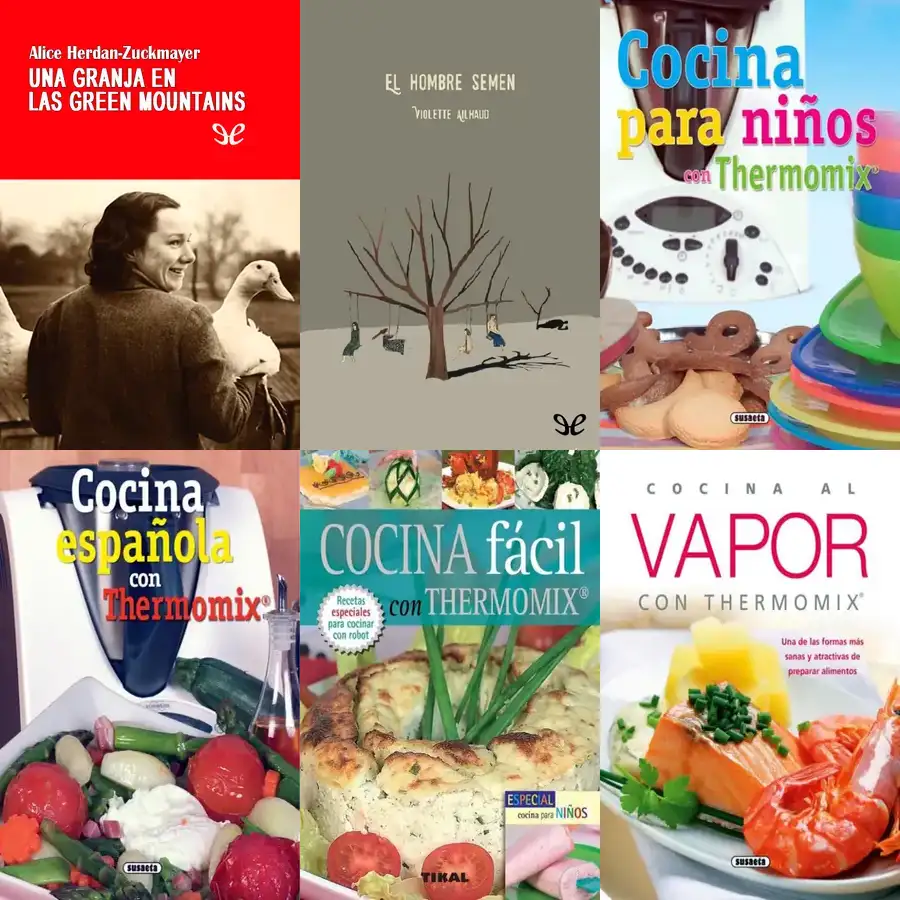 Alice Herdan-Zuckmayer
UNA GRANJA EN
LAS GREEN MOUNTAINS
EL HOMBRE SEMEN
VIOLETTE AILHAUD
Cocina
para niños
con Thermomix®
susaeta
Cocina
española
con
Thermomix®
susaeta
COCINA fácil
con THERMOMIX®
Recetas
especiales
para cocinar
con robot
ESPECIAL
cocina para NIÑOS
TIKAL
COCINA AL
VAPOR
CON THERMOMIX®
Una de las formas más
sanas y atractivas de
preparar alimentos
susaeta